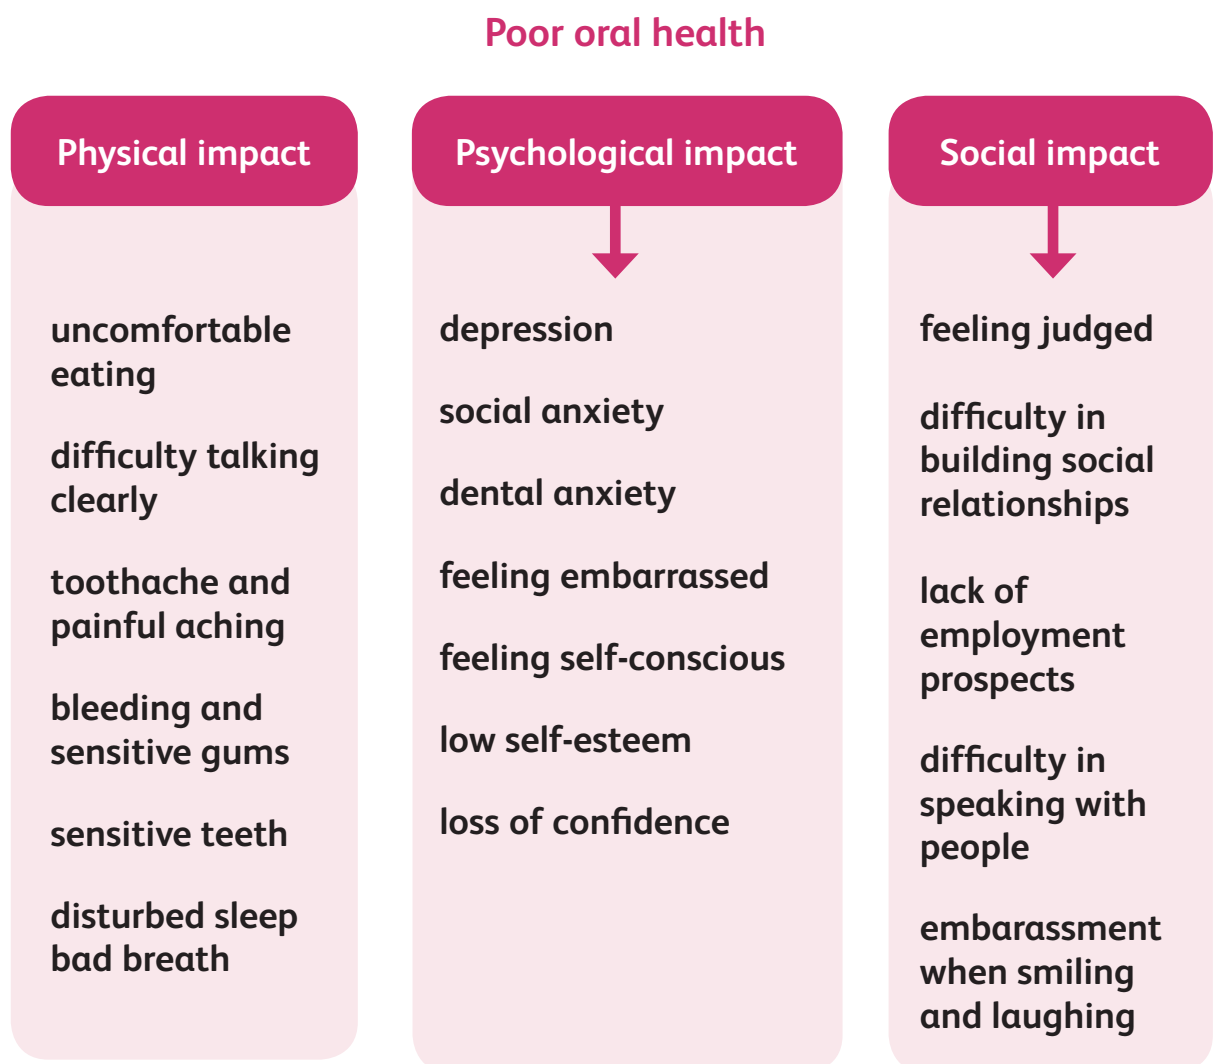 Poor oral health
Physical impact
uncomfortable
eating
difficulty talking
clearly
toothache and
painful aching
bleeding and
sensitive gums
sensitive teeth
disturbed sleep
bad breath
Psychological impact
depression
social anxiety
dental anxiety
feeling embarrassed
feeling self-conscious
low self-esteem
loss of confidence
Social impact
feeling judged
difficulty in
building social
relationships
lack of
employment
prospects
difficulty in
speaking with
people
embarassment
when smiling
and laughing